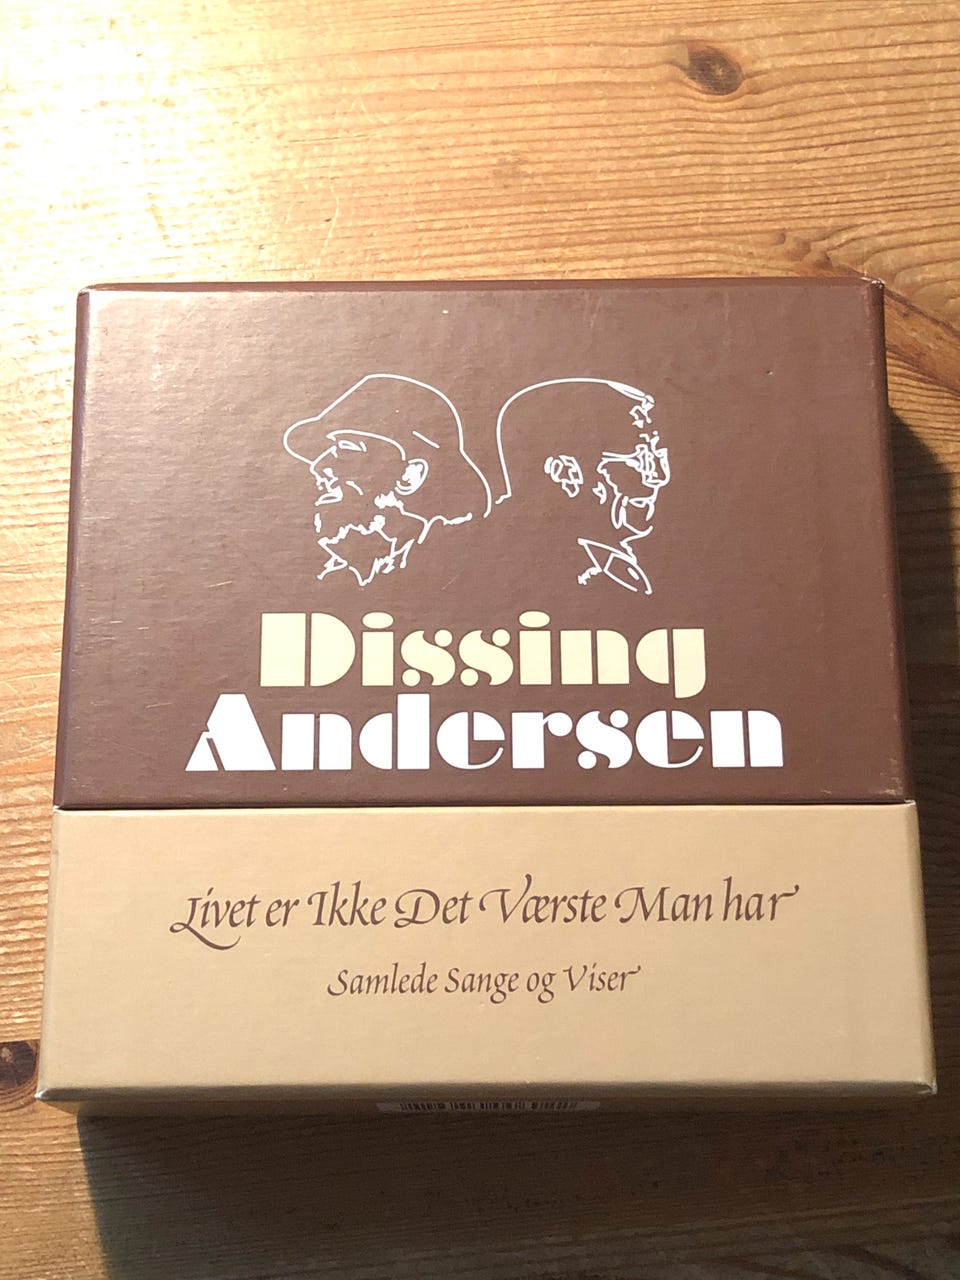 Dissing
Andersen
Livet er Ikke Det Værste Man har
Samlede Sange og Viser